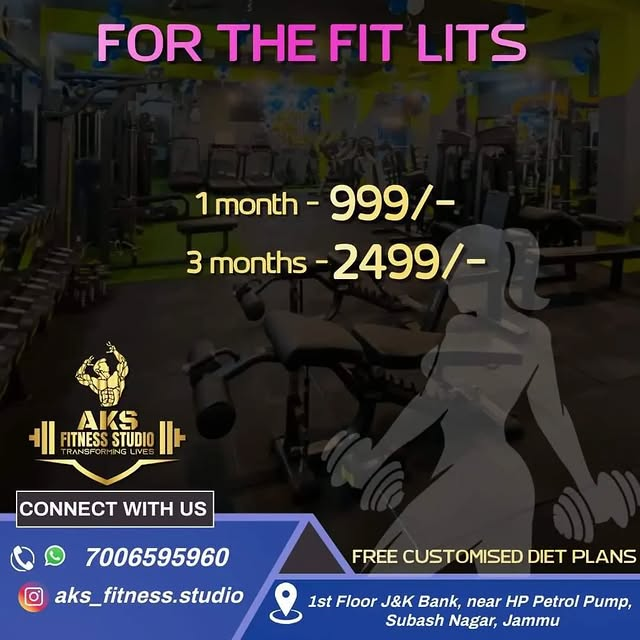 FOR THE FIT LITS
1 month - 999/-
3 months - 2499/-
AKS
FITNESS STUDIO
TRANSFORMING LIVES
CONNECT WITH US
7006595960
aks_fitness.studio
FREE CUSTOMISED DIET PLANS
1st Floor J&K Bank, near HP Petrol Pump,
Subash Nagar, Jammu